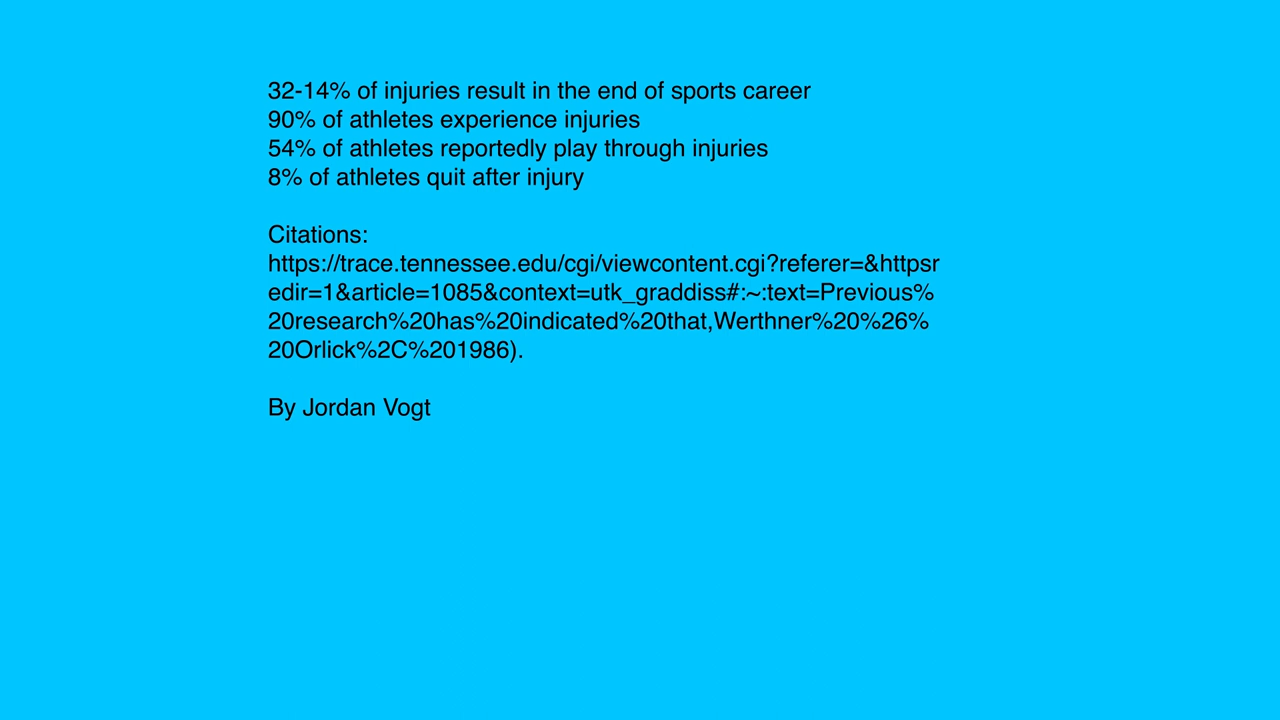 32-14% of injuries result in the end of sports career
90% of athletes experience injuries
54% of athletes reportedly play through injuries
8% of athletes quit after injury
Citations:
https://trace.tennessee.edu/cgi/viewcontent.cgi?referer=&httpsr
edir=1&article=1085&context=utk_graddiss#:~:text=Previous%
20research%20has%20indicated%20that,Werthner%20%26%
20Orlick%2C%201986).
By Jordan Vogt